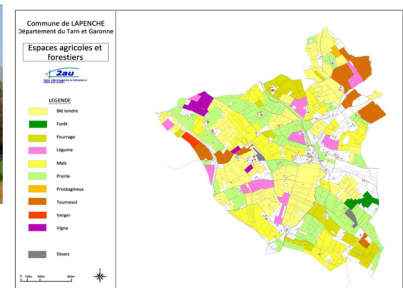 Commune de LAPENCHE
Département du Tarn et Garonne
Espaces agricoles et
forestiers
2au
LEGENDE
Blé tendre
Forêt
Fourrage
Légume
Maïs
Prairie
Protéagineux
Tournesol
Verger
Vigne
Divers